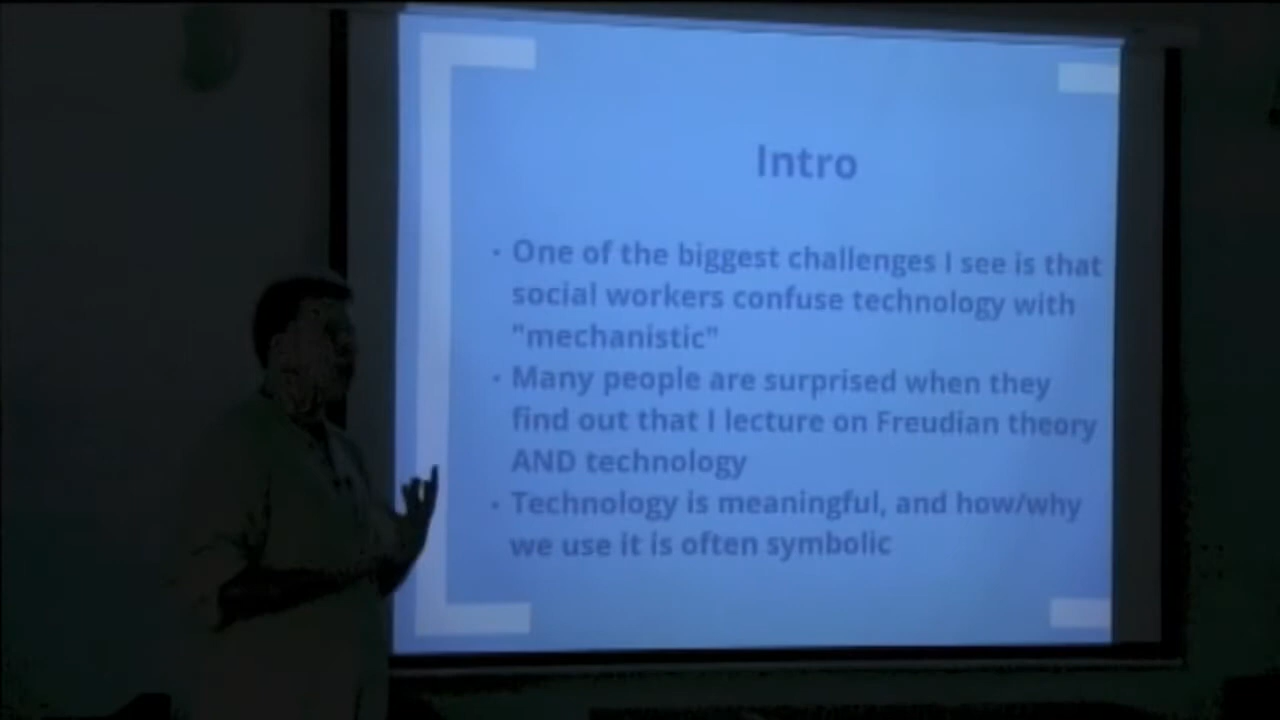 Intro
· One of the biggest challenges I see is that
social workers confuse technology with
"mechanistic"
· Many people are surprised when they
find out that I lecture on Freudian theory
AND technology
· Technology is meaningful, and how/why
we use it is often symbolic